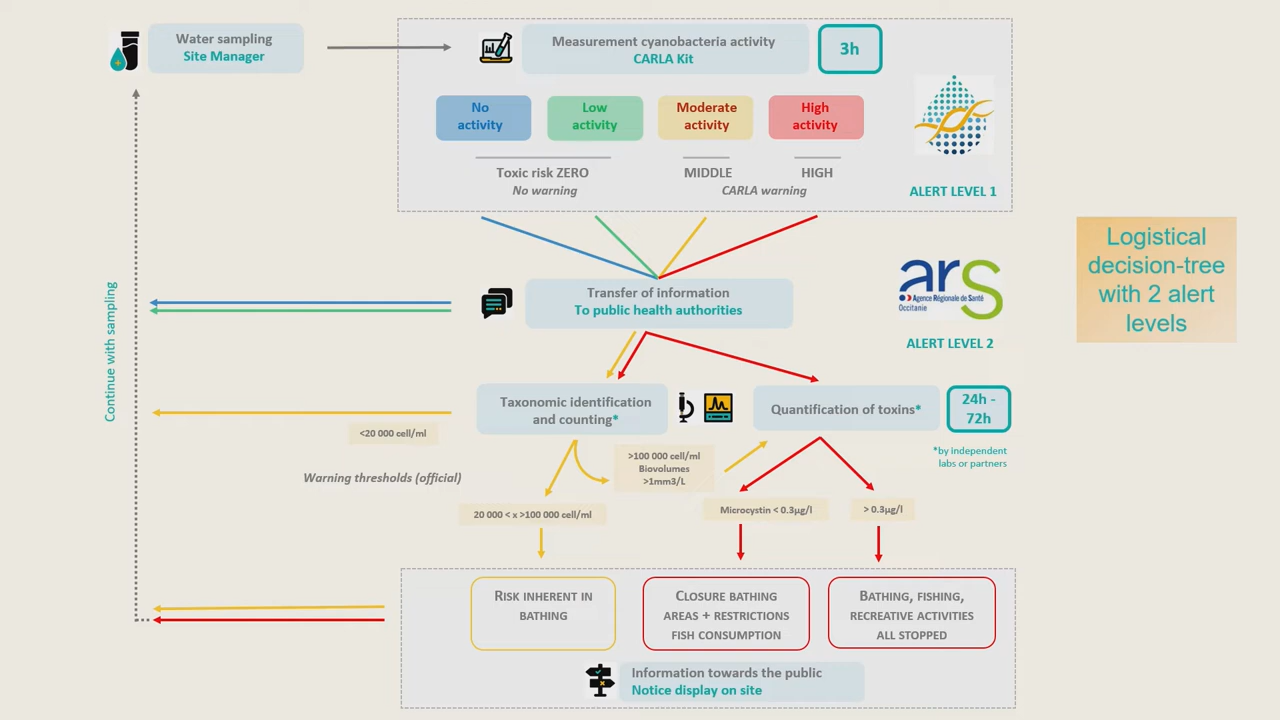 Water sampling
Site Manager
Measurement cyanobacteria activity
CARLA Kit
3h
No
activity
Low
activity
Moderate
activity
High
activity
Toxic risk ZERO
No warning
MIDDLE
HIGH
CARLA warning
ALERT LEVEL 1
Logistical
decision-tree
with 2 alert
levels
Transfer of information
To public health authorities
ars
Agence Régionale de Santé
Occitanie
ALERT LEVEL 2
Continue with sampling
Taxonomic identification
and counting*
Quantification of toxins*
24h -
72h
*by independent
labs or partners
<20 000 cell/ml
Warning thresholds (official)
>100 000 cell/ml
Biovolumes
>1mm3/L
20 000 < x >100 000 cell/ml
Microcystin < 0.3µg/l
> 0.3µg/l
RISK INHERENT IN
BATHING
CLOSURE BATHING
AREAS + RESTRICTIONS
FISH CONSUMPTION
BATHING, FISHING,
RECREATIVE ACTIVITIES
ALL STOPPED
Information towards the public
Notice display on site